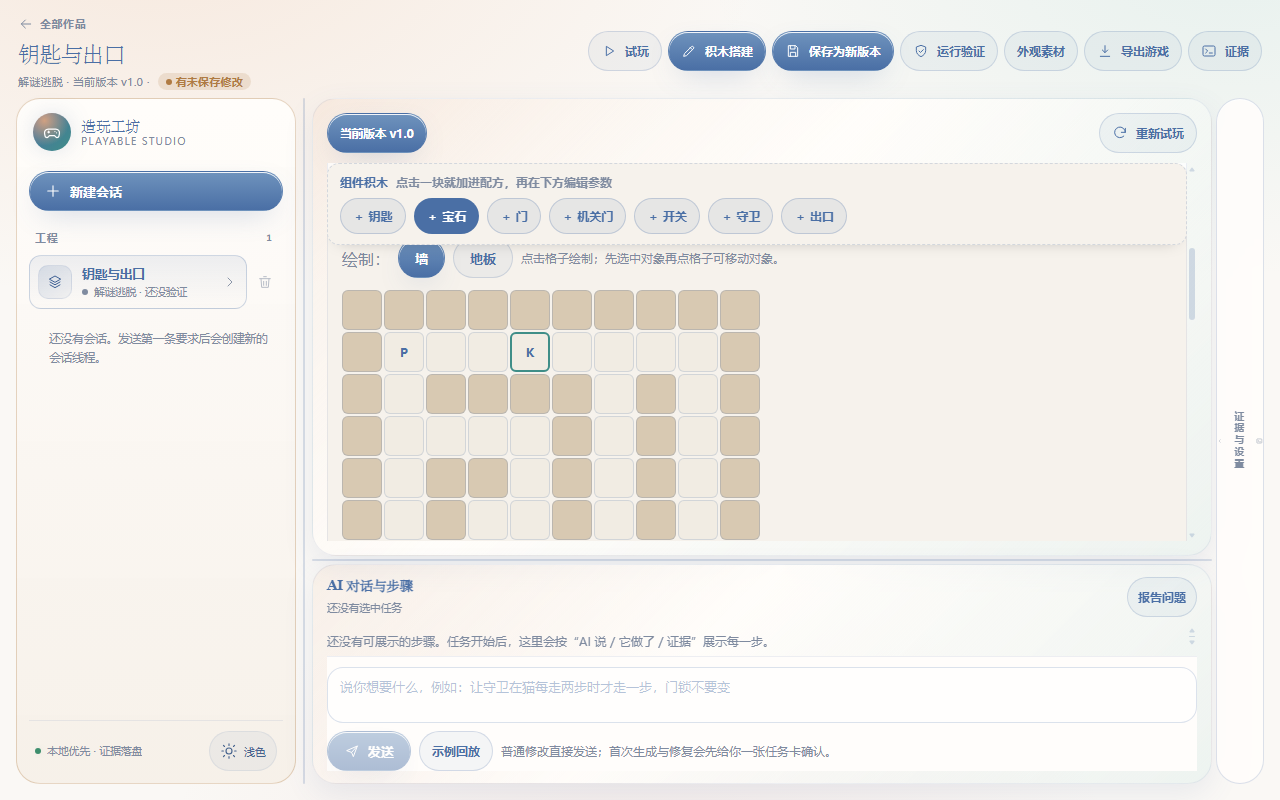 全部作品
钥匙与出口
解谜逃脱 · 当前版本 v1.0 · 有未保存修改
试玩
积木搭建
保存为新版本
运行验证
外观素材
导出游戏
证据
造玩工坊
PLAYABLE STUDIO
新建会话
工程 1
钥匙与出口
解谜逃脱 · 还没验证
还没有会话。发送第一条要求后会创建新的
会话线程。
本地优先 · 证据落盘
浅色
当前版本 v1.0
重新试玩
组件积木 点击一块就加进配方，再在下方编辑参数
+ 钥匙
+ 宝石
+ 门
+ 机关门
+ 开关
+ 守卫
+ 出口
绘制：
墙
地板
点击格子绘制；先选中对象再点格子可移动对象。
P
K
AI 对话与步骤
还没有选中任务
报告问题
还没有可展示的步骤。任务开始后，这里会按“AI 说 / 它做了 / 证据”展示每一步。
说你想要什么，例如：让守卫在猫每走两步时才走一步，门锁不要变
发送
示例回放
普通修改直接发送；首次生成与修复会先给你一张任务卡确认。
证据与设置